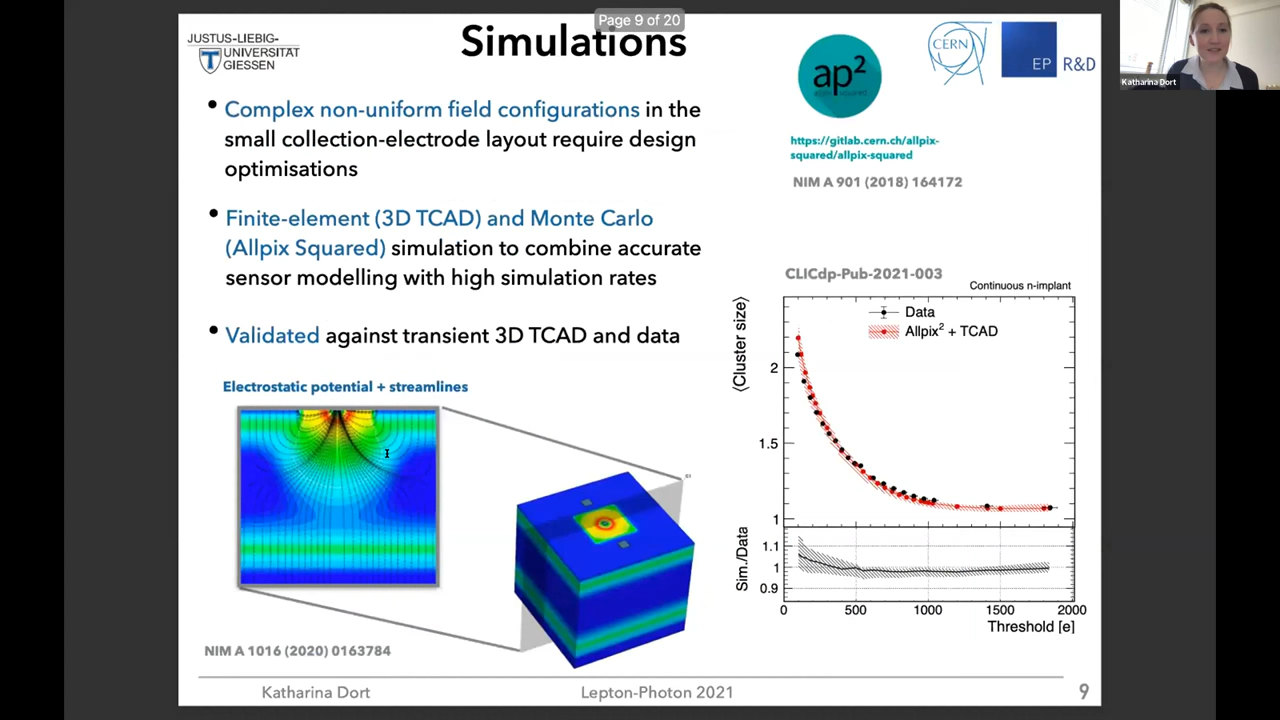 Page 9 of 20
JUSTUS-LIEBIG-
UNIVERSITÄT
GIESSEN
Simulations
ap²
CERN
EP R&D
Katharina Dort
• Complex non-uniform field configurations in the
small collection-electrode layout require design
optimisations
https://gitlab.cern.ch/allpix-
squared/allpix-squared
NIM A 901 (2018) 164172
• Finite-element (3D TCAD) and Monte Carlo
(Allpix Squared) simulation to combine accurate
sensor modelling with high simulation rates
• Validated against transient 3D TCAD and data
CLICdp-Pub-2021-003
Continuous n-implant
Data
Allpix² + TCAD
⟨Cluster size⟩
2
1.5
1
Sim./Data
1.1
1
0.9
0 500 1000 1500 2000
Threshold [e]
Electrostatic potential + streamlines
NIM A 1016 (2020) 0163784
Katharina Dort Lepton-Photon 2021 9